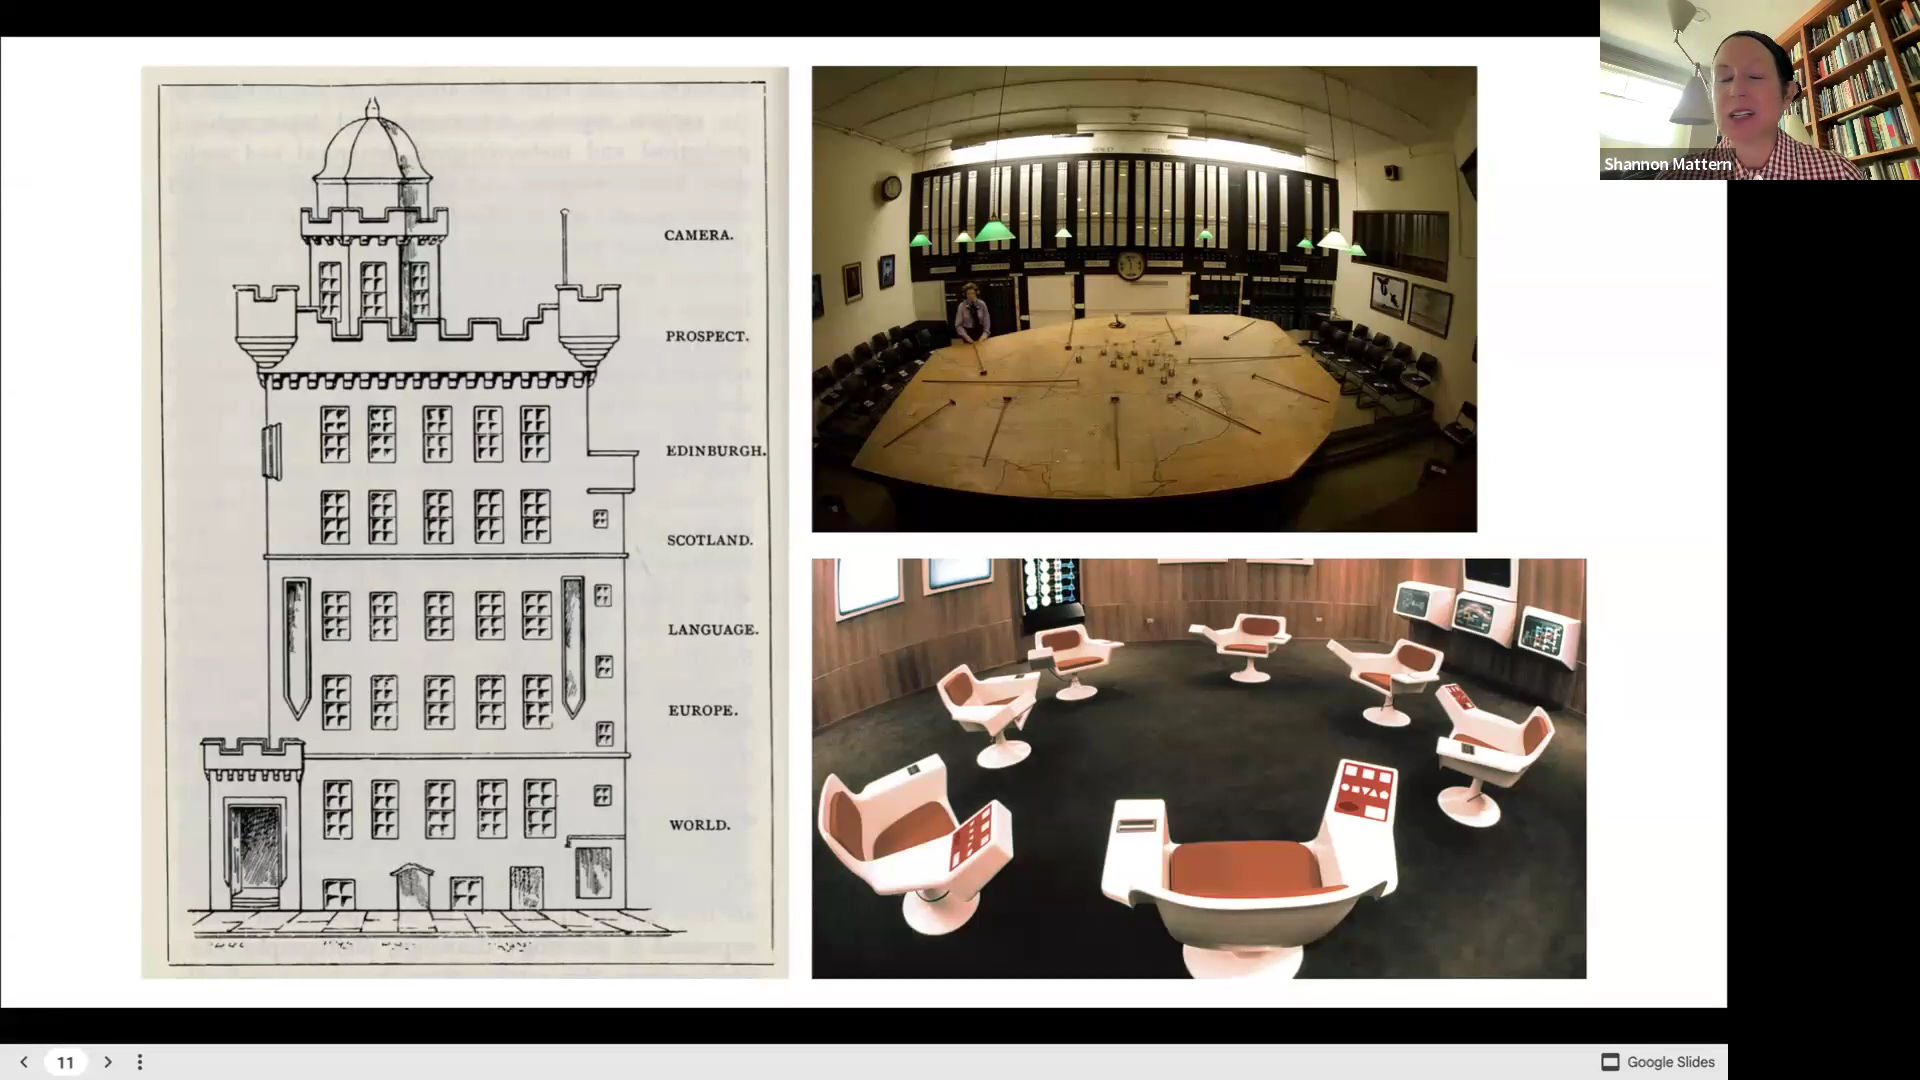 CAMERA.
PROSPECT.
EDINBURGH.
SCOTLAND.
LANGUAGE.
EUROPE.
WORLD.
Shannon Mattern
11
Google Slides